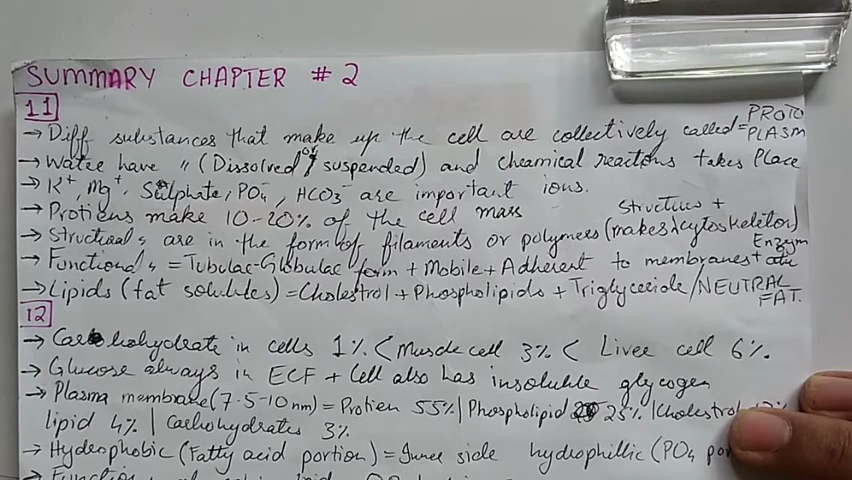 SUMMARY CHAPTER # 2
11
→ Diff substances that make up the cell are collectively called = PROTO PLASM
→ Water have " (Dissolved or suspended) and cheamical reactions takes place
→ K+, Mg+, Sulphate, PO4-, HCO3- are important ions.
→ Protiens make 10-20% of the cell mass
→ Structural " are in the form of filaments or polymers (makes cytoskeleton) Structures +
→ Functional " = Tubular-Globular form + Mobile + Adherent to membranes + Enzym
→ Lipids (fat solubles) = Cholestrol + Phospholipids + Triglyceride/NEUTRAL FAT.
12
→ Carbohydrate in cells 1% < Muscle cell 3% < Liver cell 6%.
→ Glucose always in ECF + Cell also has insoluble glycogen
→ Plasma membrane (7.5-10nm) = Protien 55% | Phospholipid 25% | Cholestrol
lipid 4% | Carbohydrates 3%
→ Hydrophobic (Fatty acid portion) = Inner side hydrophillic (PO4